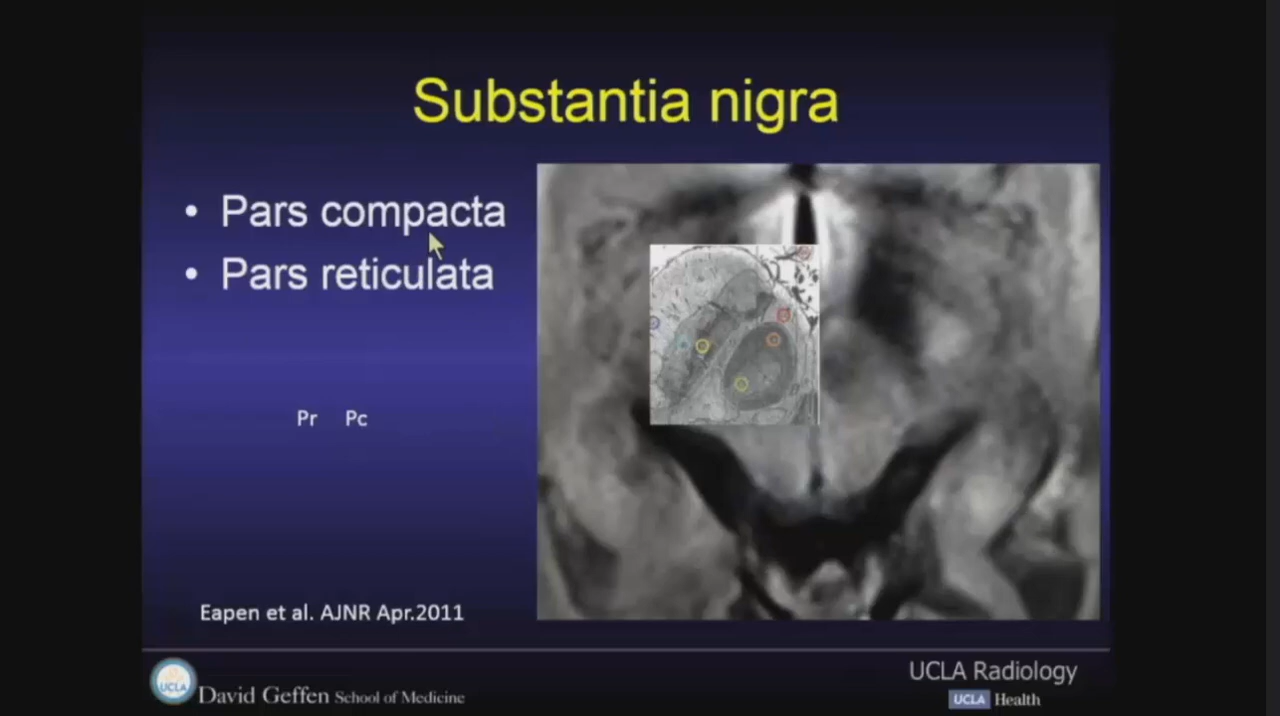 Substantia nigra
• Pars compacta
• Pars reticulata
Pr Pc
Eapen et al. AJNR Apr.2011
UCLA
David Geffen School of Medicine
UCLA Radiology
UCLA Health